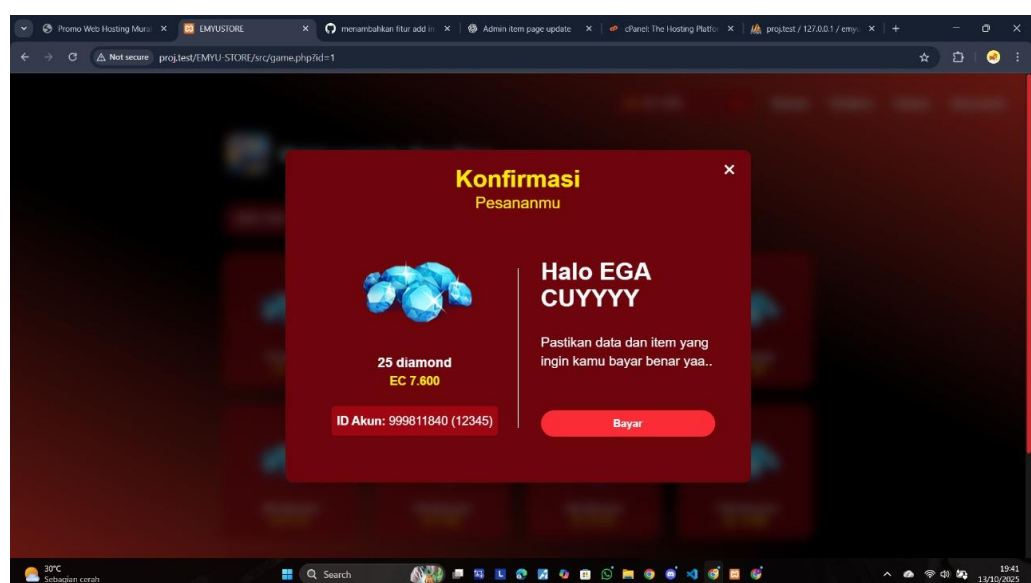 Promo Web Hosting Mura
EMYUSTORE
menambahkan fitur add in
Admin item page update
cPanel: The Hosting Platfo
proj.test / 127.0.0.1 / emyu
Not secure
proj.test/EMYU-STORE/src/game.php?id=1
Konfirmasi
Pesananmu
Halo EGA
CUYYYY
Pastikan data dan item yang
ingin kamu bayar benar yaa..
25 diamond
EC 7.600
ID Akun: 999811840 (12345)
Bayar
30°C
Sebagian cerah
Search
19:41
13/10/2025